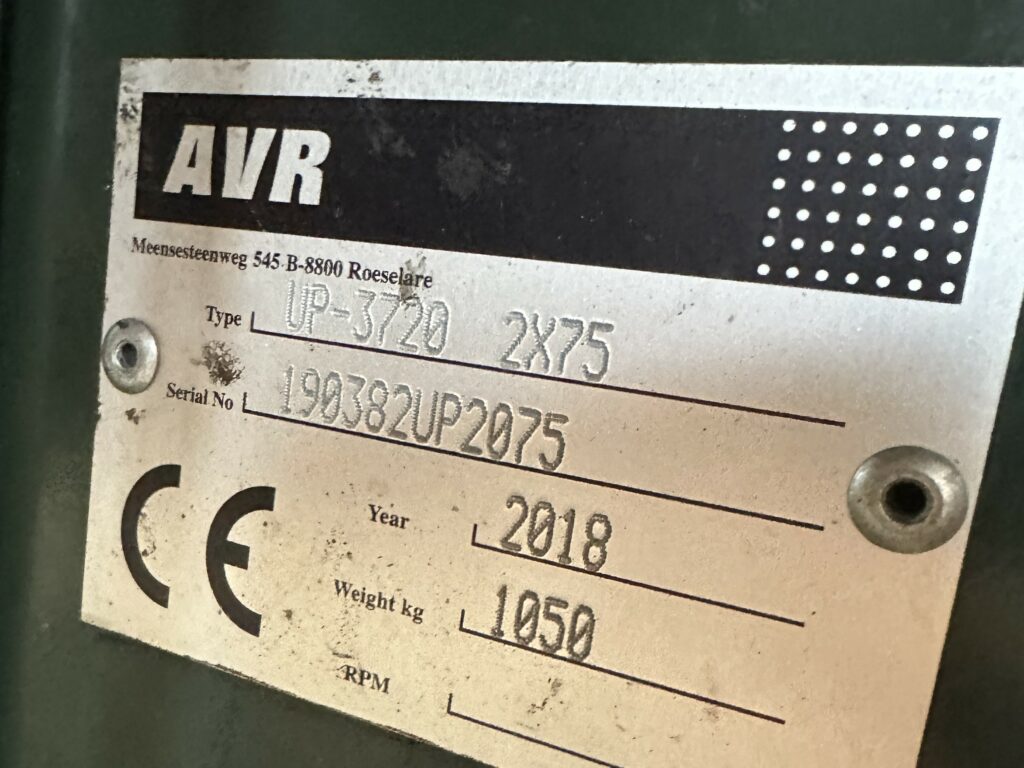 AVR
Meensesteenweg 545 B-8800 Roeselare
Type UP-3720 2X75
Serial No 190382UP2075
CE
Year 2018
Weight kg 1050
RPM